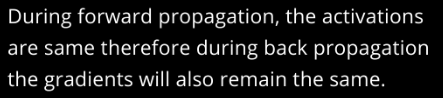 During forward propagation, the activations
are same therefore during back propagation
the gradients will also remain the same.